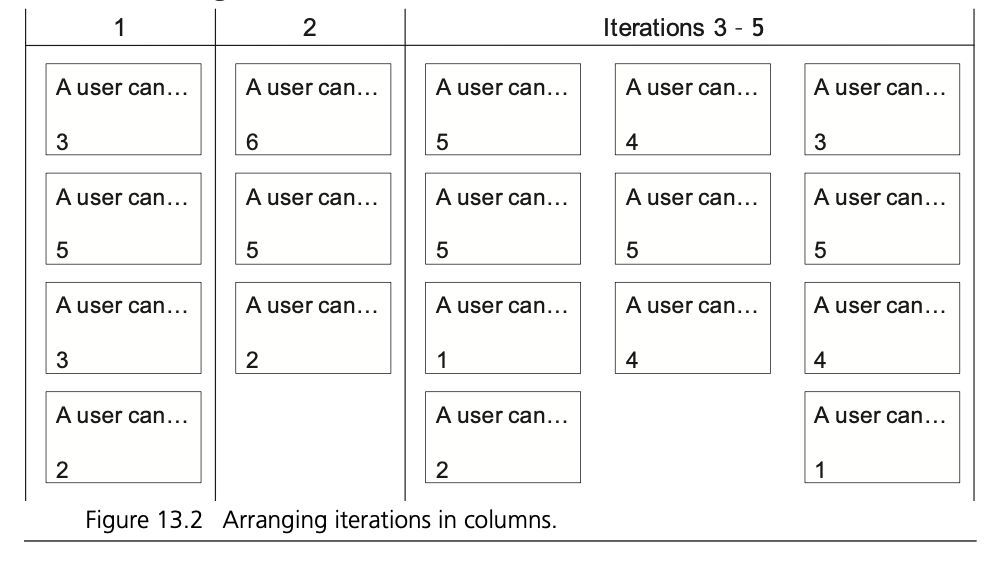 1 2 Iterations 3 - 5
A user can... A user can... A user can... A user can... A user can...
3 6 5 4 3
A user can... A user can... A user can... A user can... A user can...
5 5 5 5 5
A user can... A user can... A user can... A user can... A user can...
3 2 1 4 4
A user can... A user can... A user can...
2 2 1
Figure 13.2 Arranging iterations in columns.